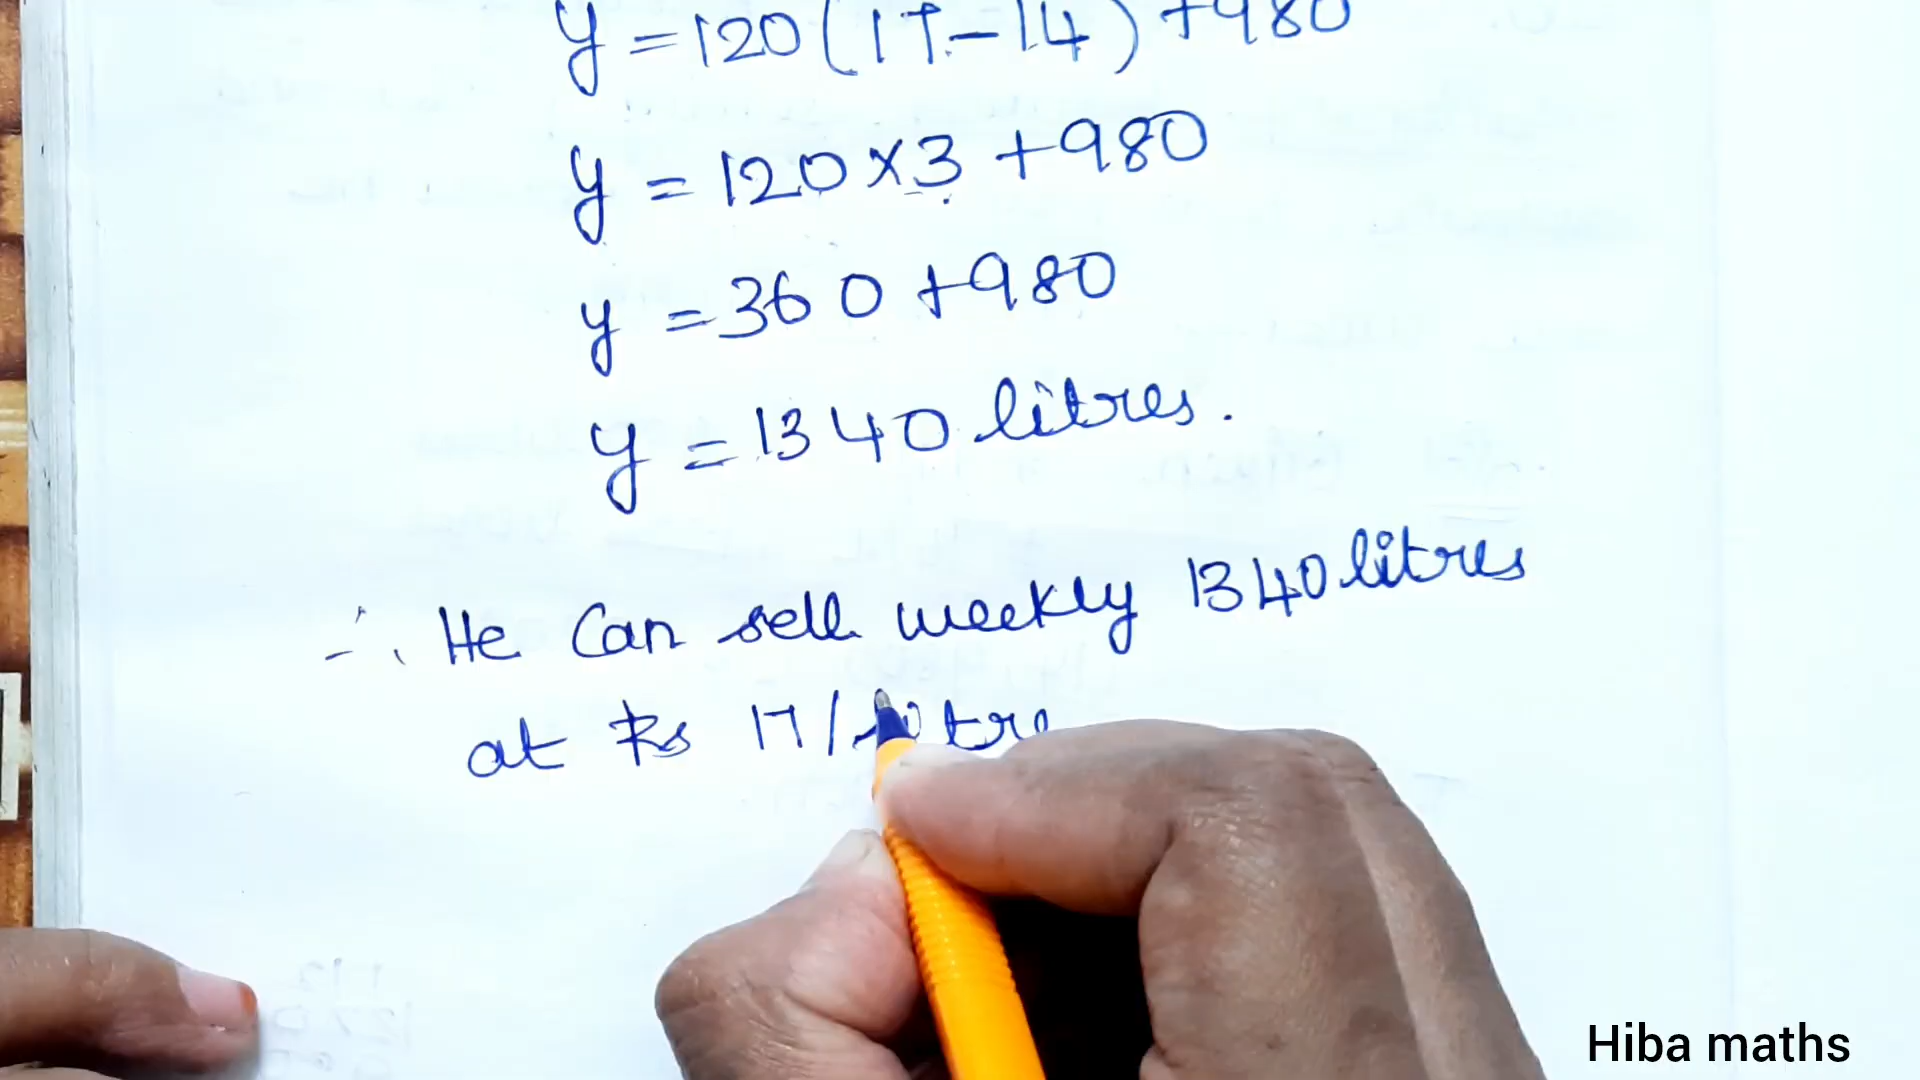 y = 120 (17 - 14) + 980
y = 120 × 3 + 980
y = 360 + 980
y = 1340 litres.
∴ He Can sell weekly 1340 litres
at Rs 17/litre
Hiba maths